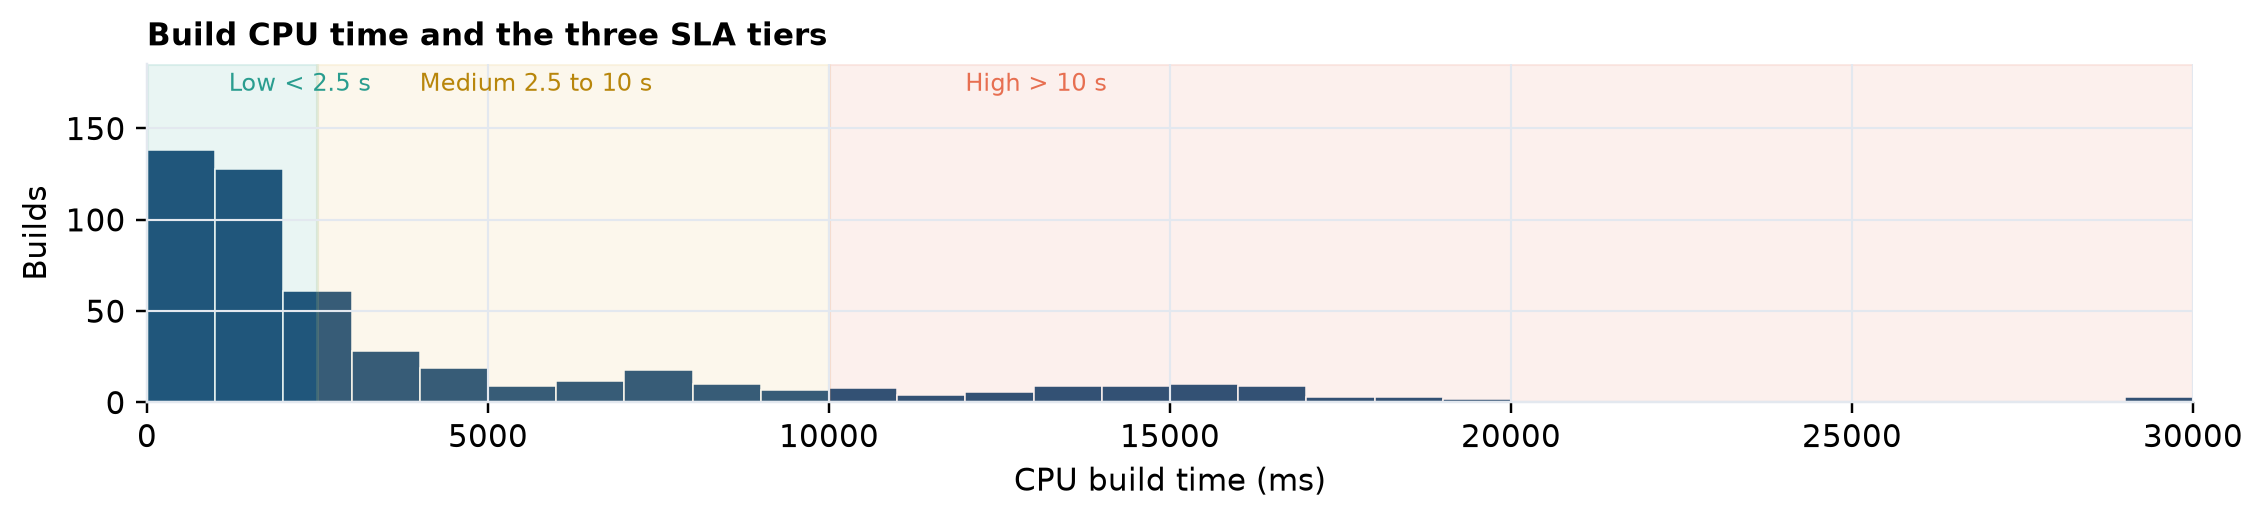 Build CPU time and the three SLA tiers
Low < 2.5 s
Medium 2.5 to 10 s
High > 10 s
150
100
50
0
Builds
0
5000
10000
15000
20000
25000
30000
CPU build time (ms)